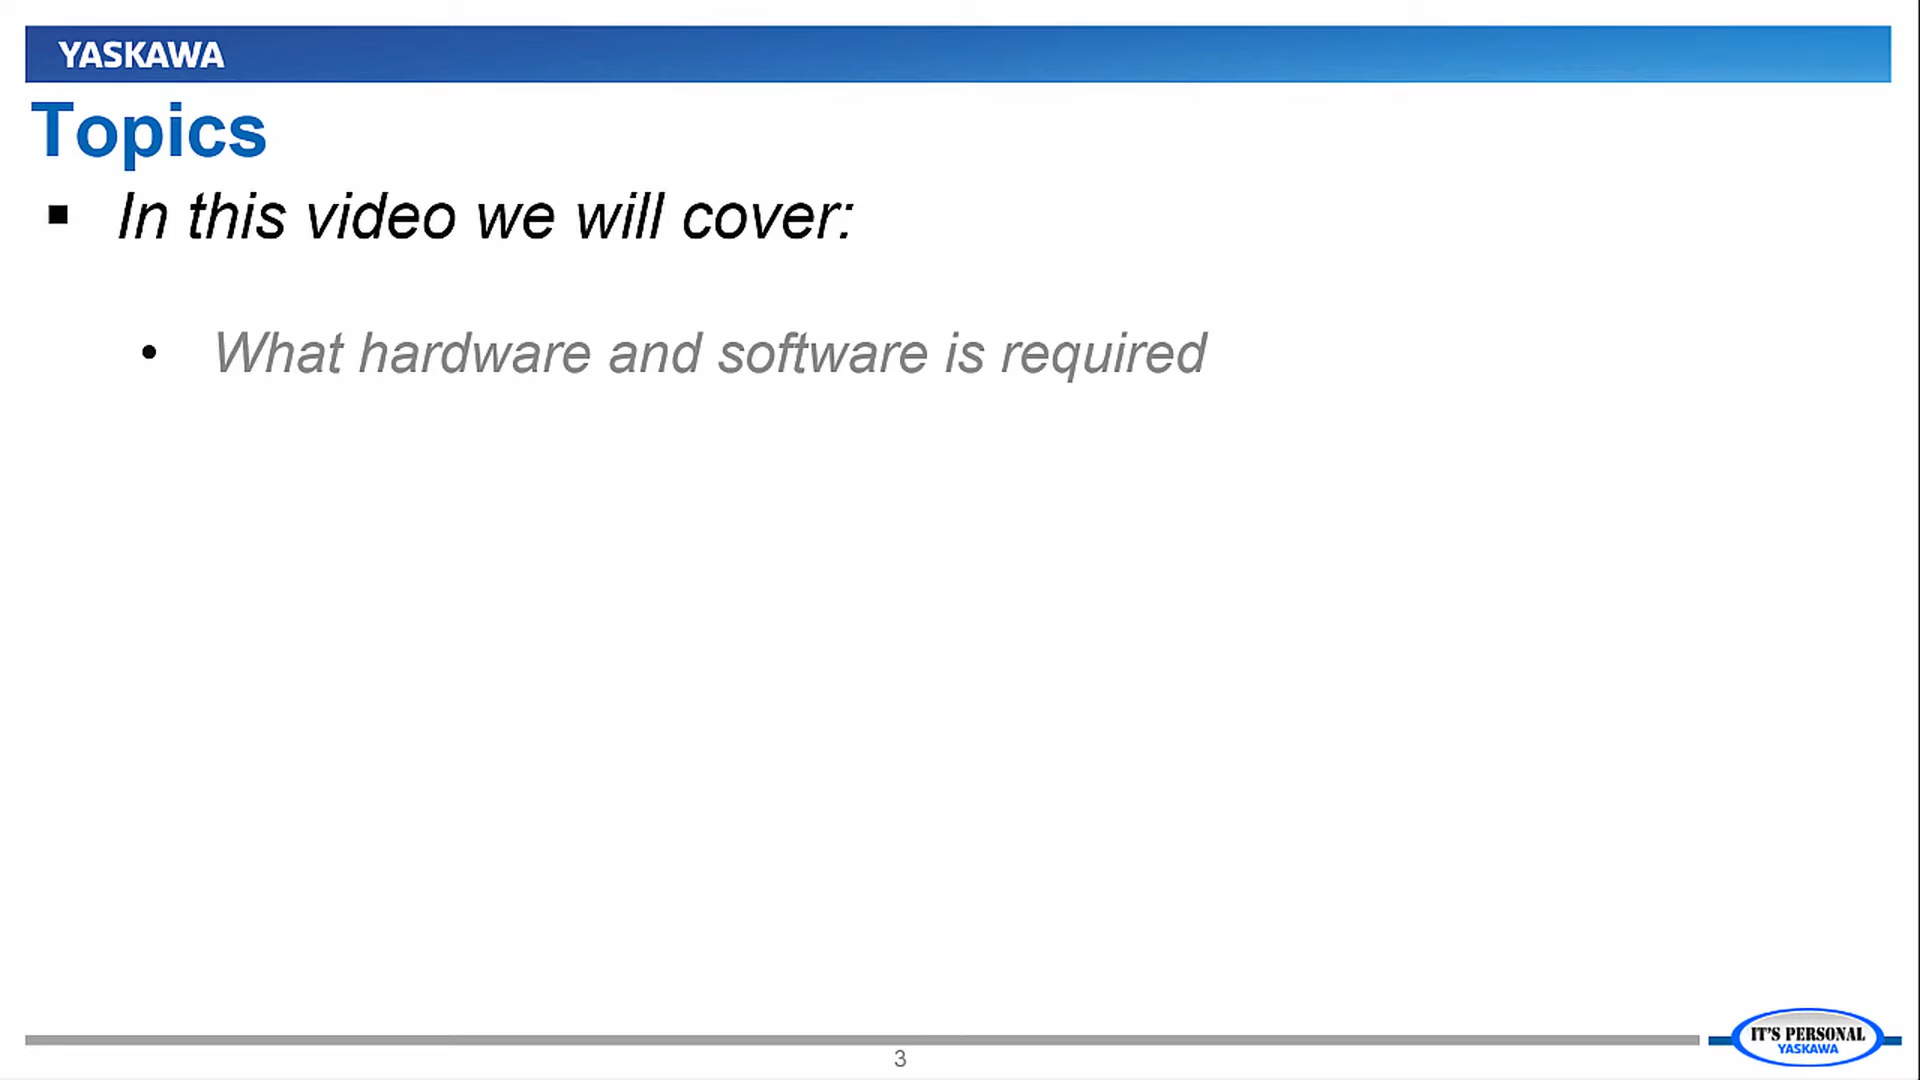 YASKAWA
Topics
▪ In this video we will cover:
• What hardware and software is required
3
IT'S PERSONAL
YASKAWA